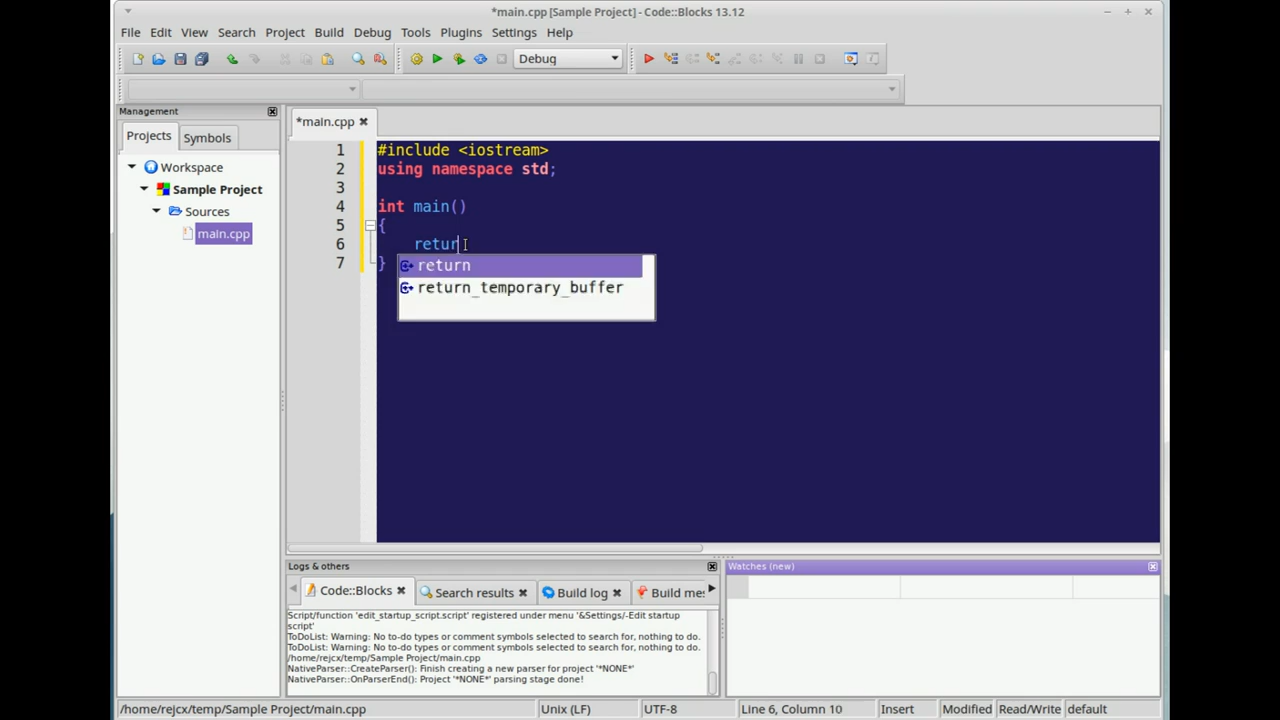 *main.cpp [Sample Project] - Code::Blocks 13.12
File Edit View Search Project Build Debug Tools Plugins Settings Help
Debug
Management
Projects Symbols
Workspace
Sample Project
Sources
main.cpp
*main.cpp
1 #include <iostream>
2 using namespace std;
3
4 int main()
5 {
6 retur
7 }
return
return_temporary_buffer
Logs & others
Code::Blocks Search results Build log Build mes
Script/function 'edit_startup_script.script' registered under menu '&Settings/-Edit startup
script'
ToDoList: Warning: No to-do types or comment symbols selected to search for, nothing to do.
ToDoList: Warning: No to-do types or comment symbols selected to search for, nothing to do.
/home/rejcx/temp/Sample Project/main.cpp
NativeParser::CreateParser(): Finish creating a new parser for project '*NONE*'
NativeParser::OnParserEnd(): Project '*NONE*' parsing stage done!
Watches (new)
/home/rejcx/temp/Sample Project/main.cpp Unix (LF) UTF-8 Line 6, Column 10 Insert Modified Read/Write default